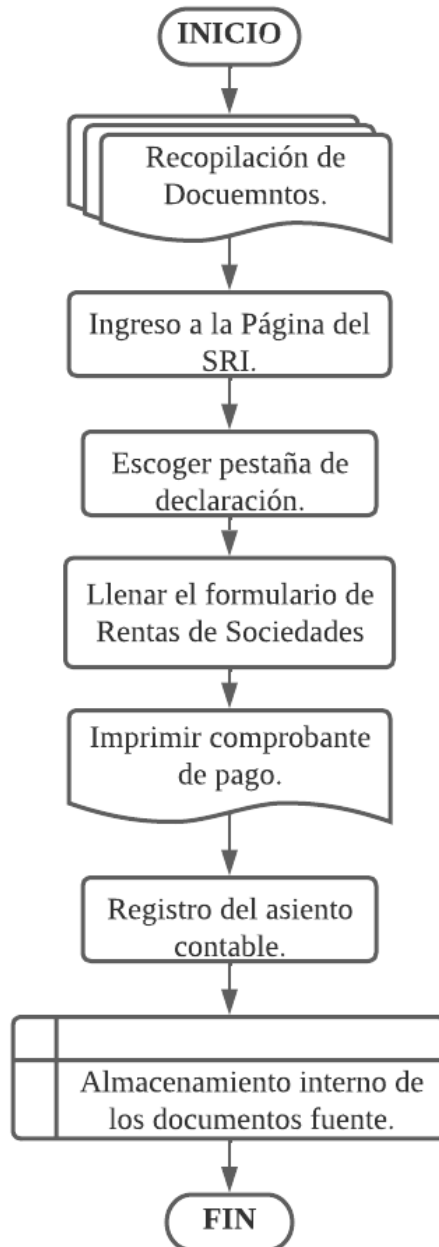 INICIO
Recopilación de
Docuemntos.
Ingreso a la Página del
SRI.
Escoger pestaña de
declaración.
Llenar el formulario de
Rentas de Sociedades
Imprimir comprobante
de pago.
Registro del asiento
contable.
Almacenamiento interno de
los documentos fuente.
FIN